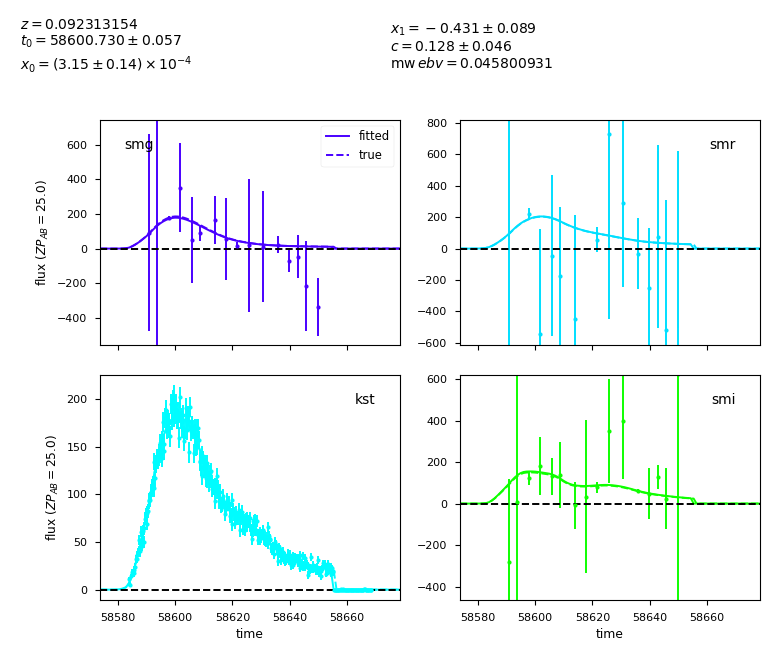 z = 0.092312154
t0 = 58600.730 ± 0.057
x0 = (3.15 ± 0.14) × 10^−4
x1 = −0.431 ± 0.089
c = 0.128 ± 0.046
mwebv = 0.045800931
smg
fitted
true
600
400
200
0
−200
−400
flux (ZP_AB = 25.0)
smr
800
600
400
200
0
−200
−400
−600
kst
200
150
100
50
0
flux (ZP_AB = 25.0)
58580 58600 58620 58640 58660
time
smi
600
400
200
0
−200
−400
58580 58600 58620 58640 58660
time